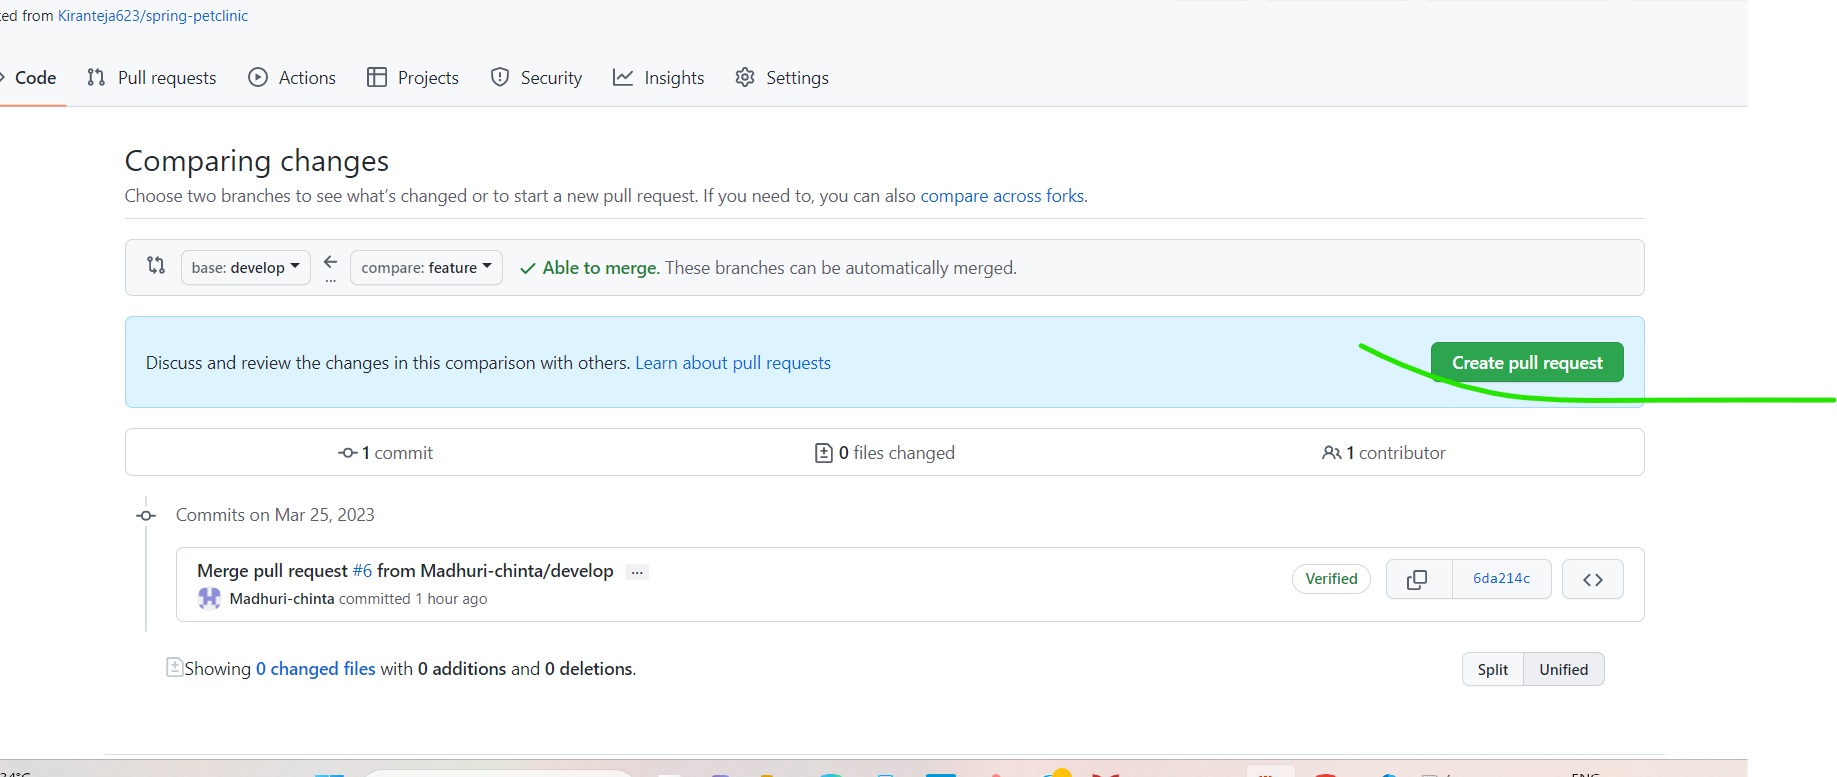 from Kiranteja623/spring-petclinic
Code Pull requests Actions Projects Security Insights Settings
Comparing changes
Choose two branches to see what's changed or to start a new pull request. If you need to, you can also compare across forks.
base: develop ... compare: feature Able to merge. These branches can be automatically merged.
Discuss and review the changes in this comparison with others. Learn about pull requests Create pull request
1 commit 0 files changed 1 contributor
Commits on Mar 25, 2023
Merge pull request #6 from Madhuri-chinta/develop ... Verified 6da214c
Madhuri-chinta committed 1 hour ago
Showing 0 changed files with 0 additions and 0 deletions. Split Unified